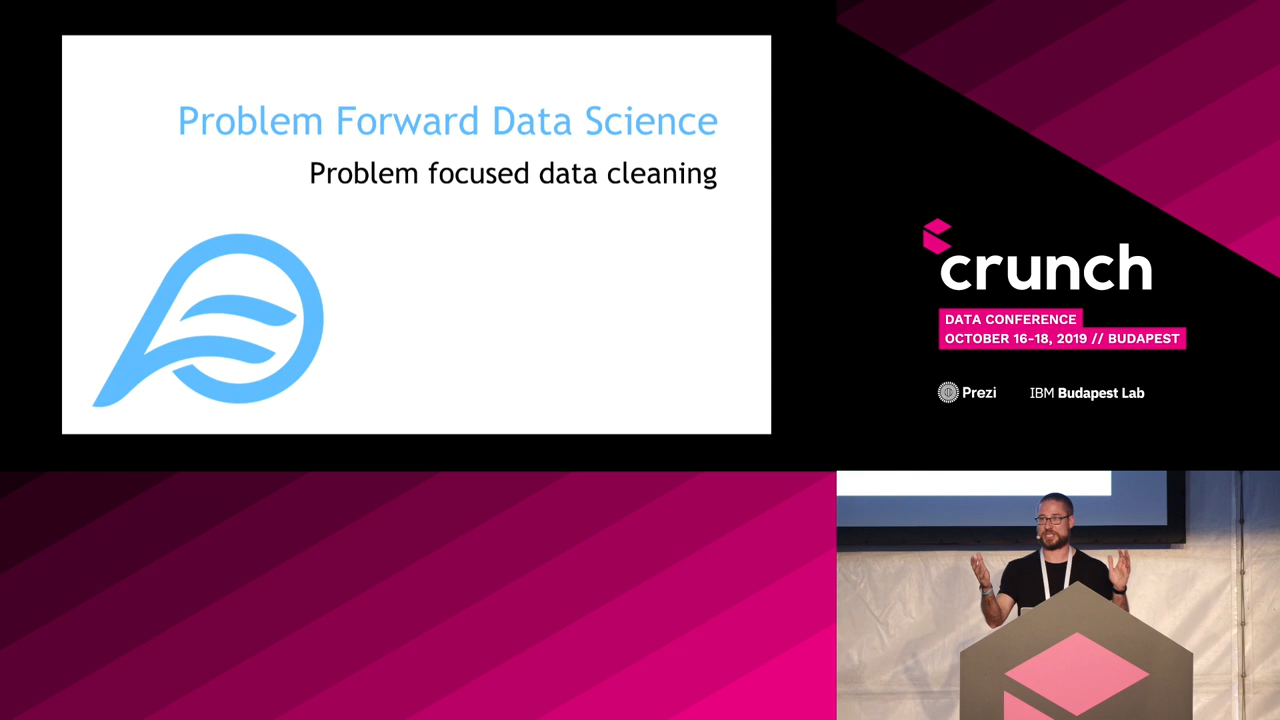 Problem Forward Data Science
Problem focused data cleaning
crunch
DATA CONFERENCE
OCTOBER 16-18, 2019 // BUDAPEST
Prezi
IBM Budapest Lab